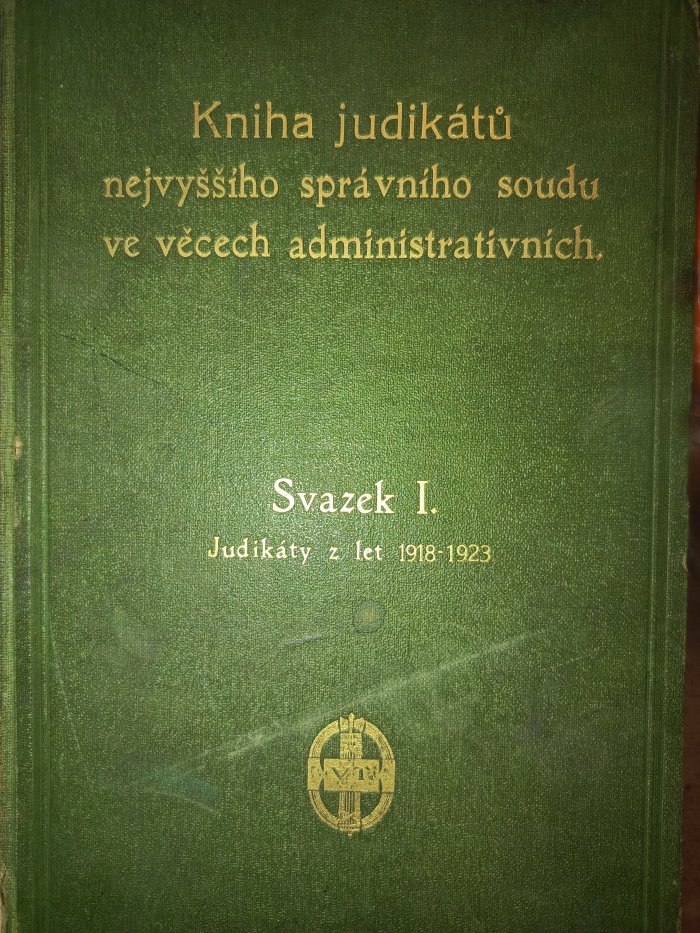 Kniha judikátů
nejvyššího správního soudu
ve věcech administrativních.
Svazek I.
Judikáty z let 1918-1923